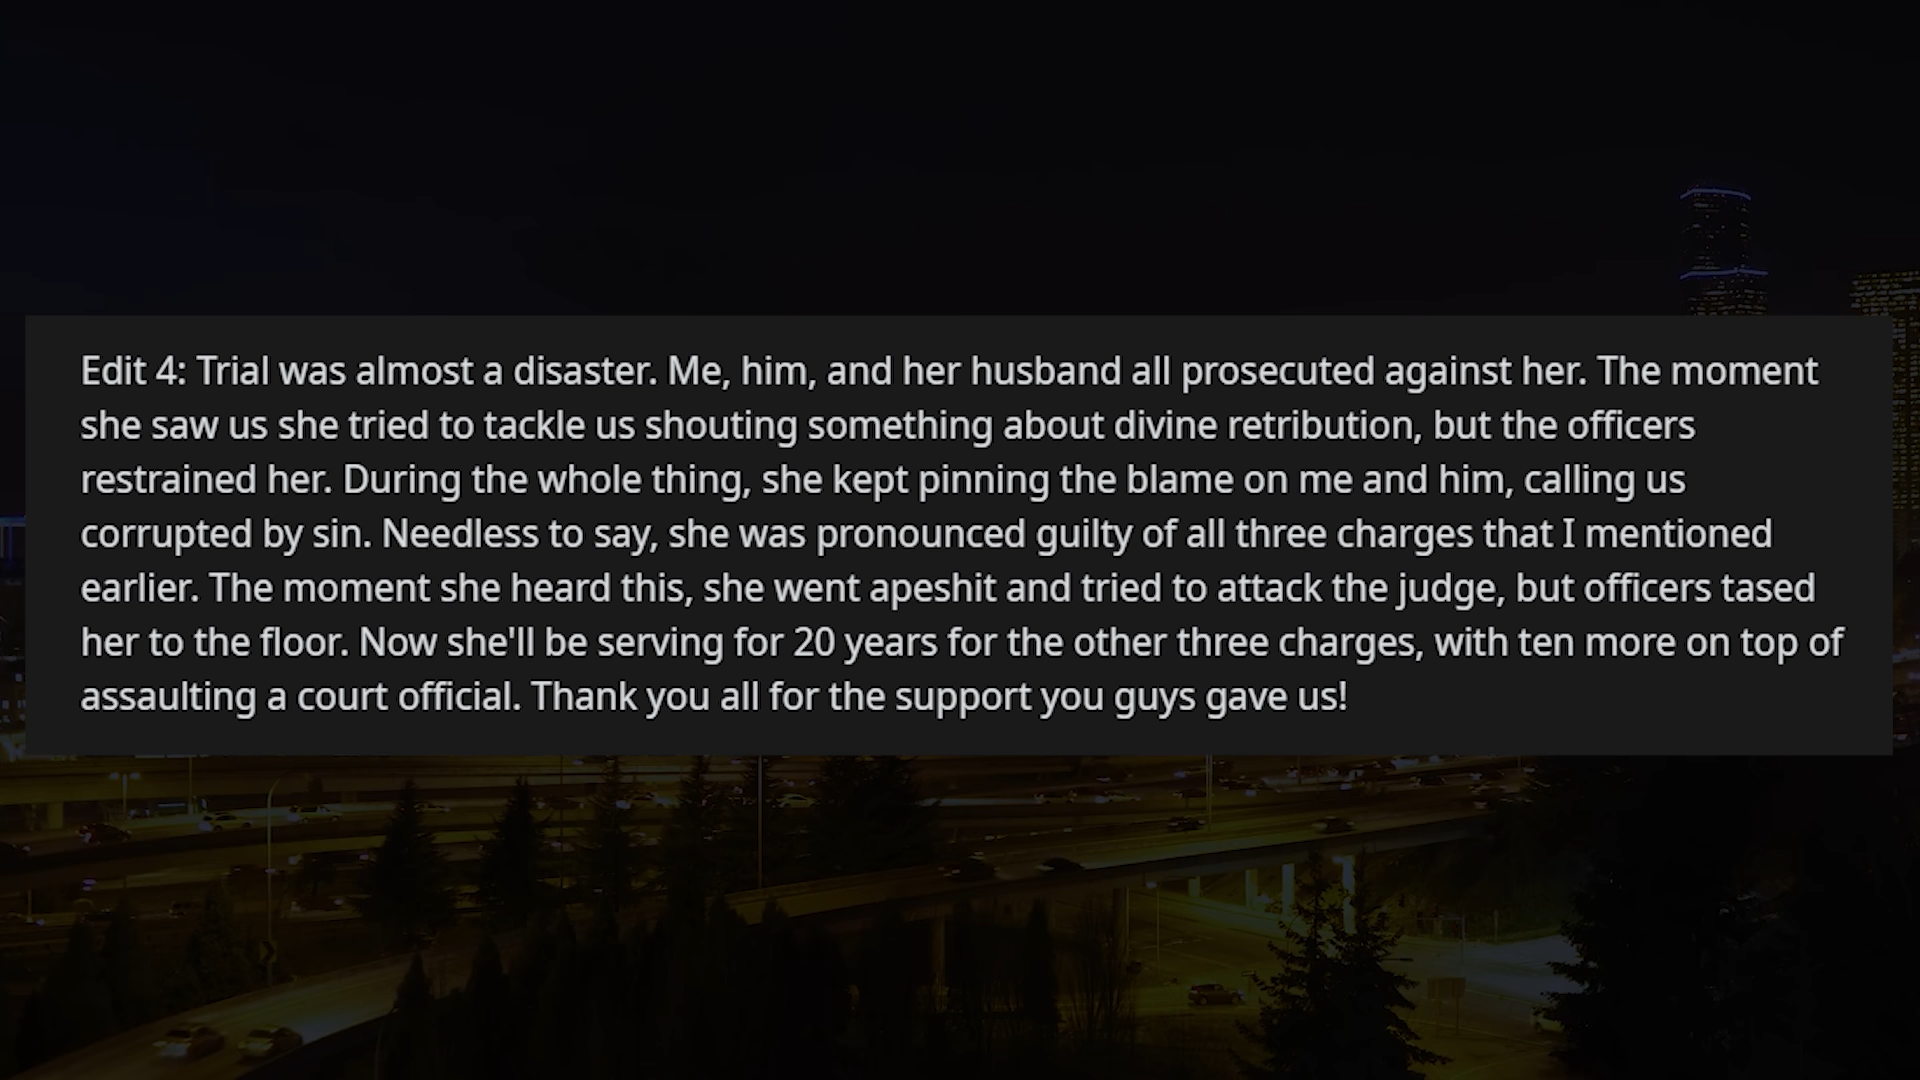 Edit 4: Trial was almost a disaster. Me, him, and her husband all prosecuted against her. The moment
she saw us she tried to tackle us shouting something about divine retribution, but the officers
restrained her. During the whole thing, she kept pinning the blame on me and him, calling us
corrupted by sin. Needless to say, she was pronounced guilty of all three charges that I mentioned
earlier. The moment she heard this, she went apeshit and tried to attack the judge, but officers tased
her to the floor. Now she'll be serving for 20 years for the other three charges, with ten more on top of
assaulting a court official. Thank you all for the support you guys gave us!